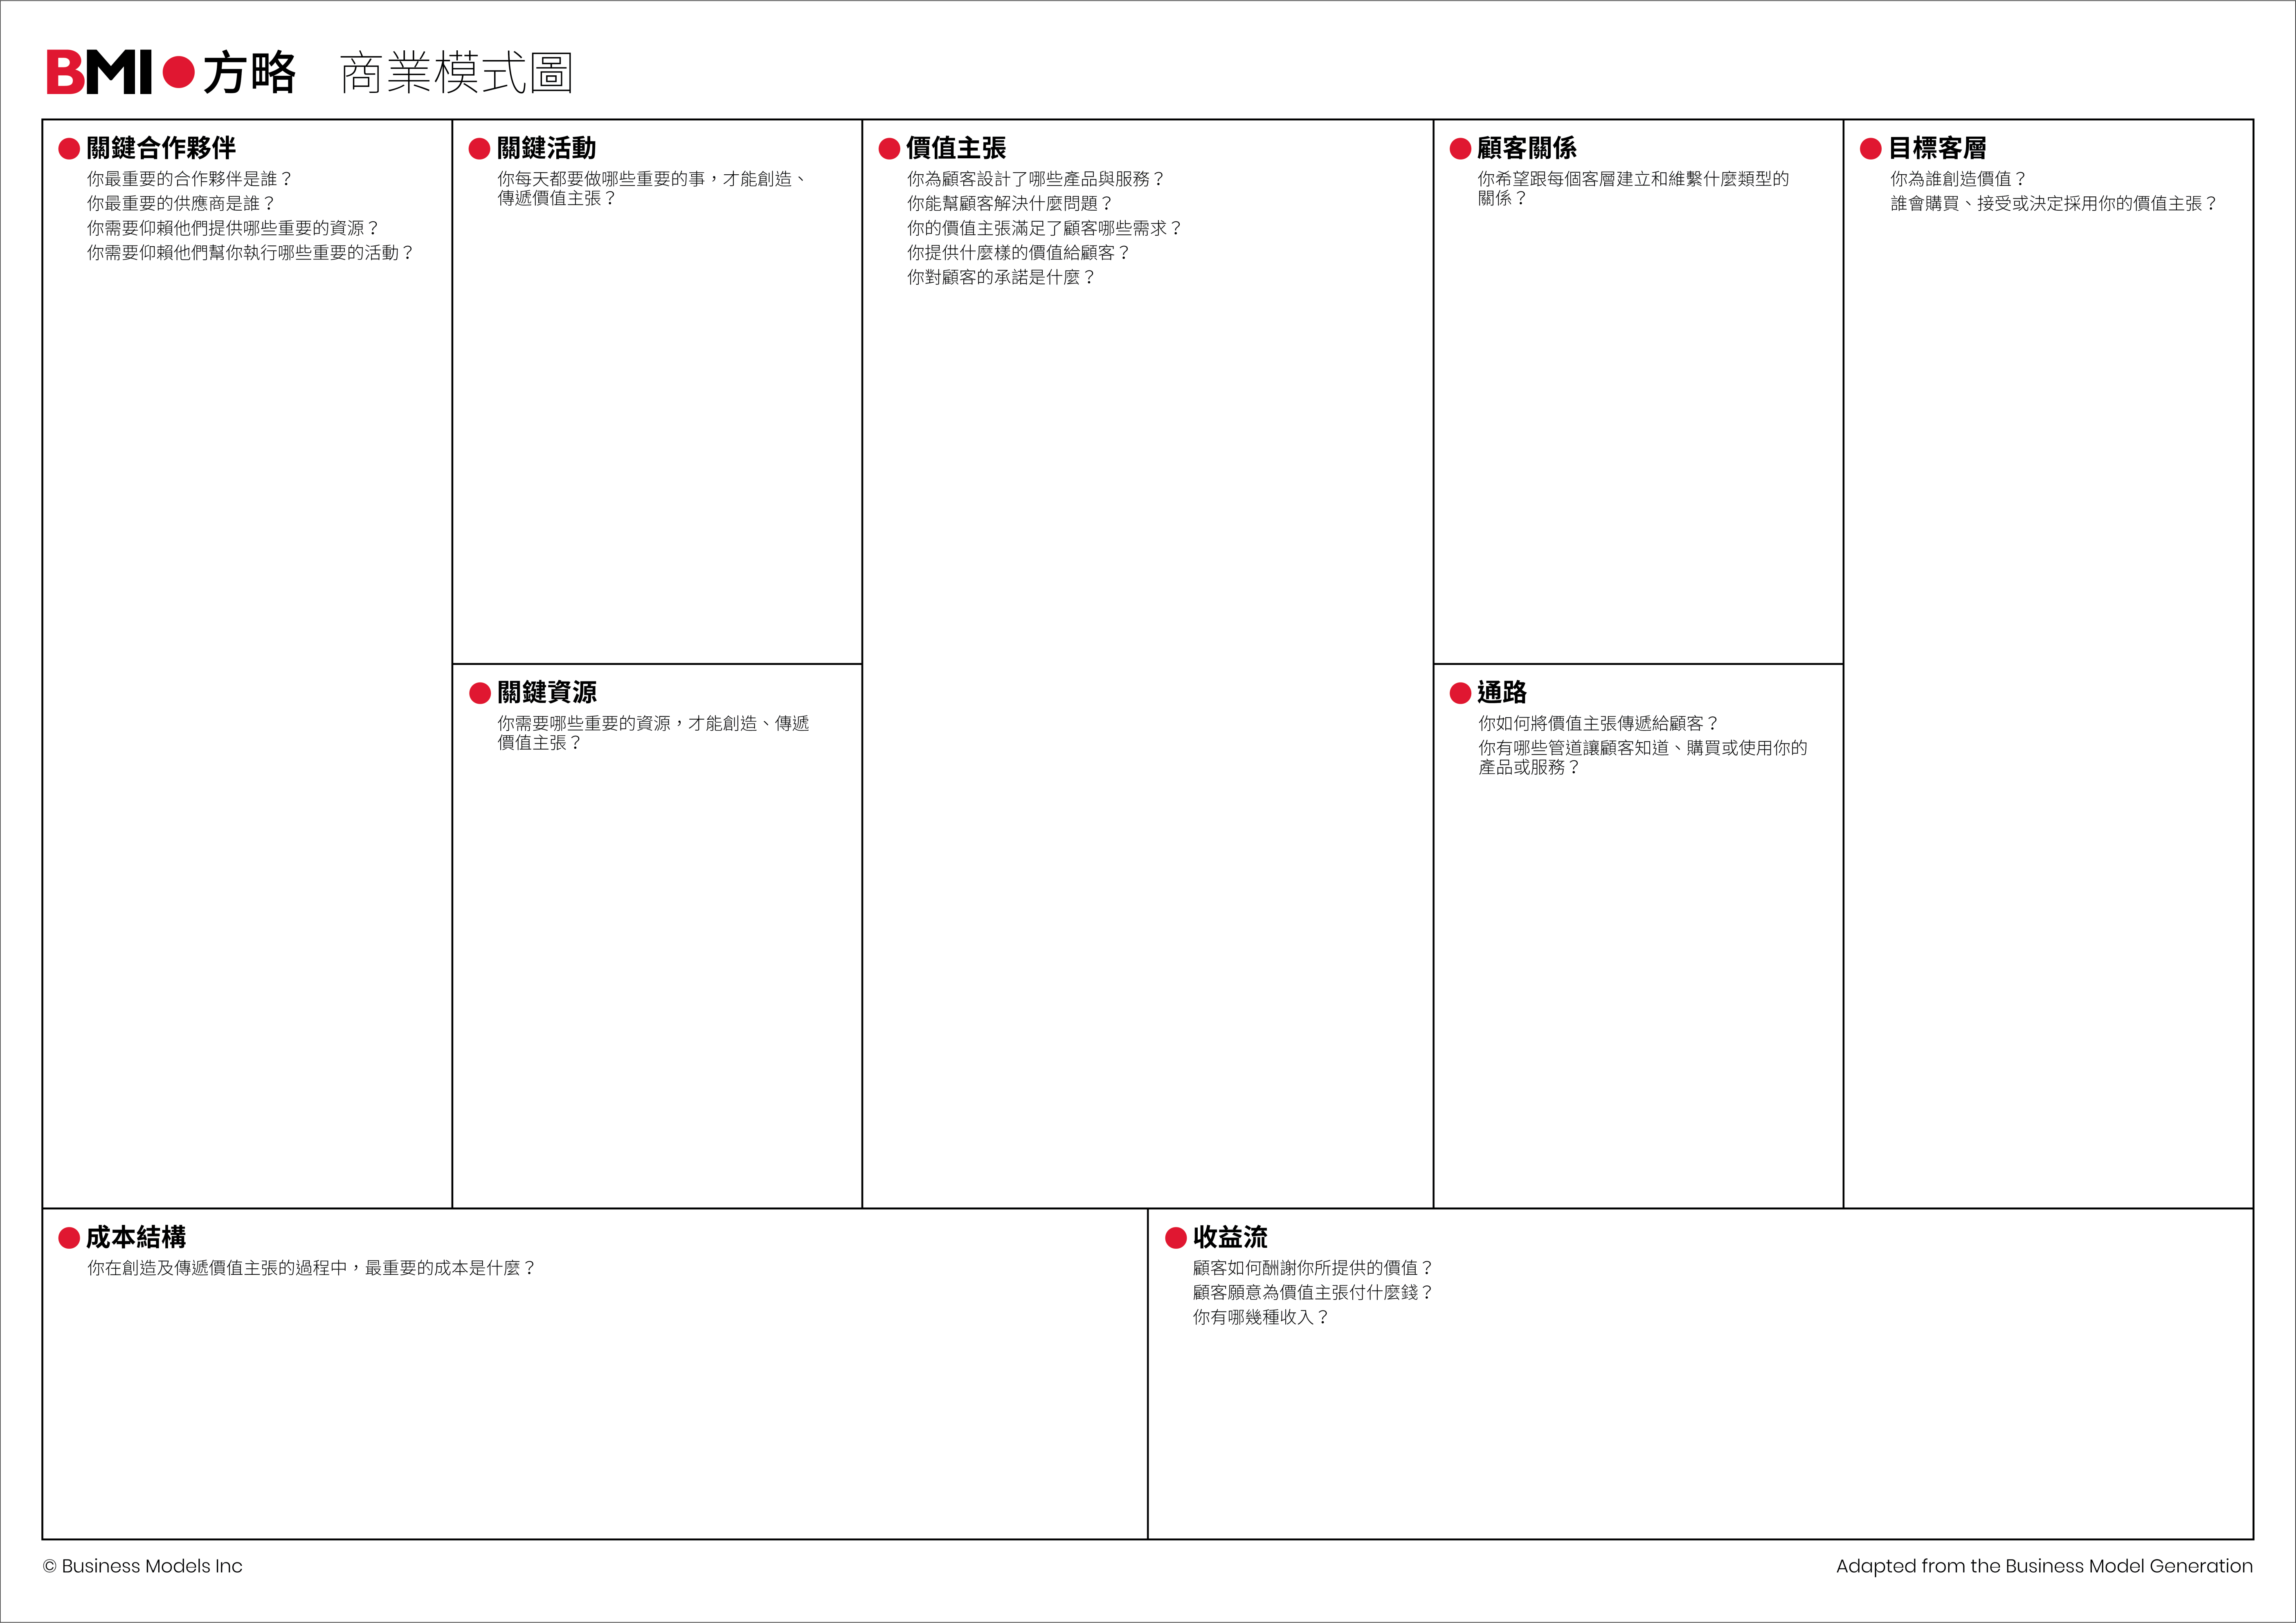 BMI●方略 商業模式圖
關鍵合作夥伴
你最重要的合作夥伴是誰？
你最重要的供應商是誰？
你需要仰賴他們提供哪些重要的資源？
你需要仰賴他們幫你執行哪些重要的活動？
關鍵活動
你每天都要做哪些重要的事，才能創造、
傳遞價值主張？
關鍵資源
你需要哪些重要的資源，才能創造、傳遞
價值主張？
價值主張
你為顧客設計了哪些產品與服務？
你能幫顧客解決什麼問題？
你的價值主張滿足了顧客哪些需求？
你提供什麼樣的價值給顧客？
你對顧客的承諾是什麼？
顧客關係
你希望跟每個客層建立和維繫什麼類型的
關係？
通路
你如何將價值主張傳遞給顧客？
你有哪些管道讓顧客知道、購買或使用你的
產品或服務？
目標客層
你為誰創造價值？
誰會購買、接受或決定採用你的價值主張？
成本結構
你在創造及傳遞價值主張的過程中，最重要的成本是什麼？
收益流
顧客如何酬謝你所提供的價值？
顧客願意為價值主張付什麼錢？
你有哪幾種收入？
© Business Models Inc
Adapted from the Business Model Generation